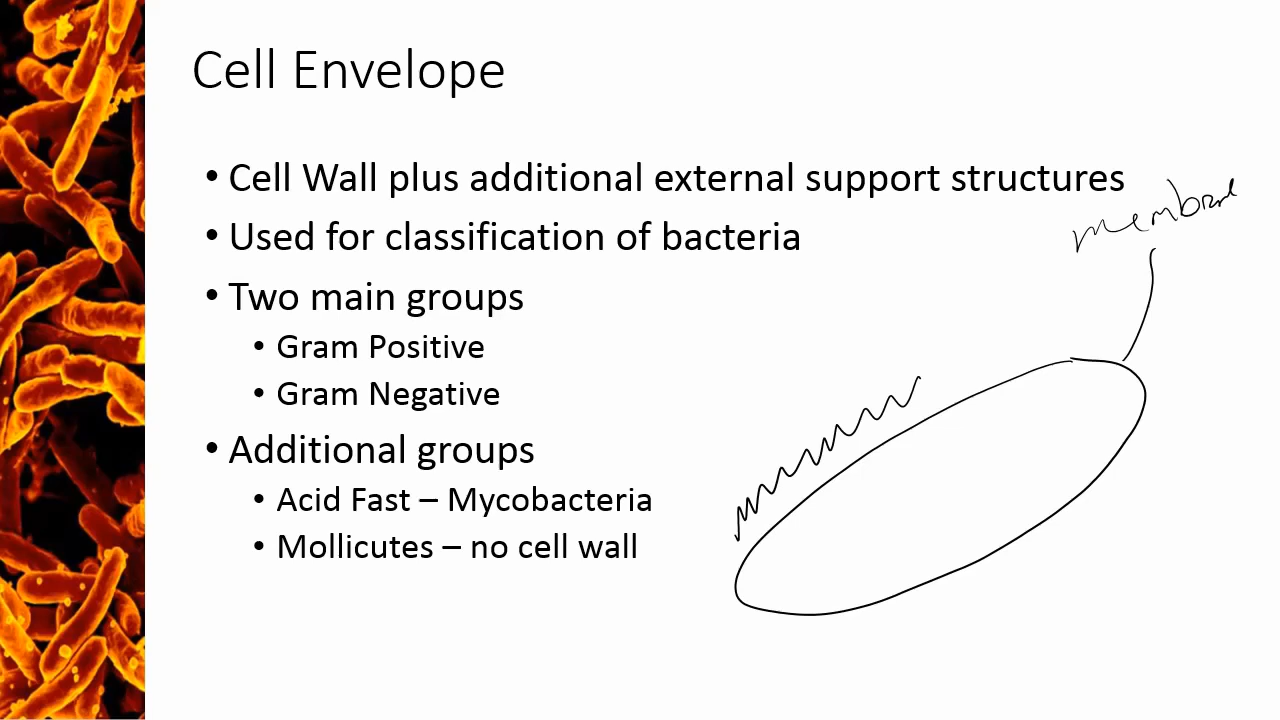 Cell Envelope
• Cell Wall plus additional external support structures
• Used for classification of bacteria
• Two main groups
• Gram Positive
• Gram Negative
• Additional groups
• Acid Fast – Mycobacteria
• Mollicutes – no cell wall